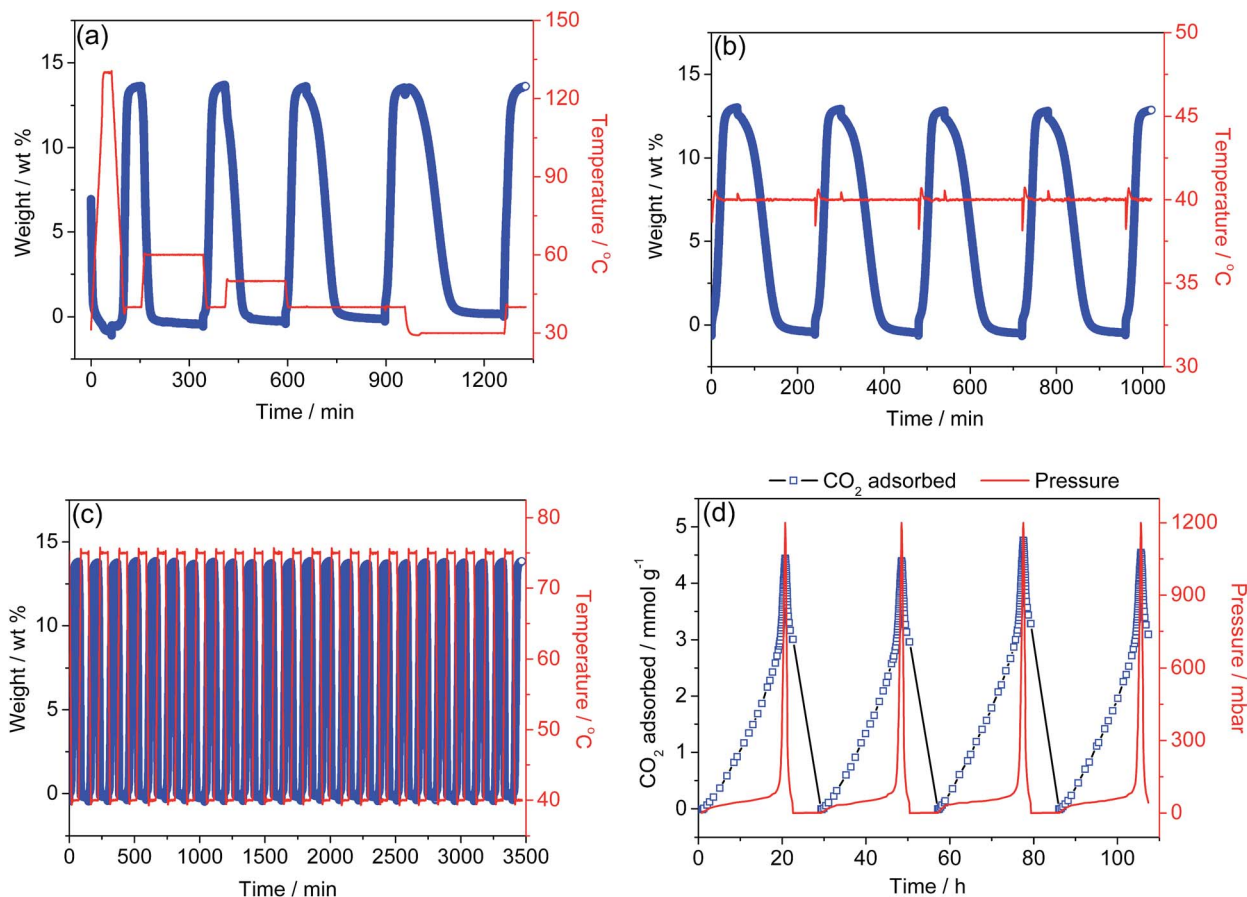 (a)
Weight / wt %
15
10
5
0
0 300 600 900 1200
Time / min
150
120
90
60
30
Temperature / °C
(b)
Weight / wt %
15
10
5
0
0 200 400 600 800 1000
Time / min
50
45
40
35
30
Temperature / °C
(c)
Weight / wt %
15
10
5
0
0 500 1000 1500 2000 2500 3000 3500
Time / min
80
70
60
50
40
Temperature / °C
CO₂ adsorbed Pressure
(d)
CO₂ adsorbed / mmol g⁻¹
5
4
3
2
1
0
0 20 40 60 80 100
Time / h
1200
900
600
300
0
Pressure / mbar